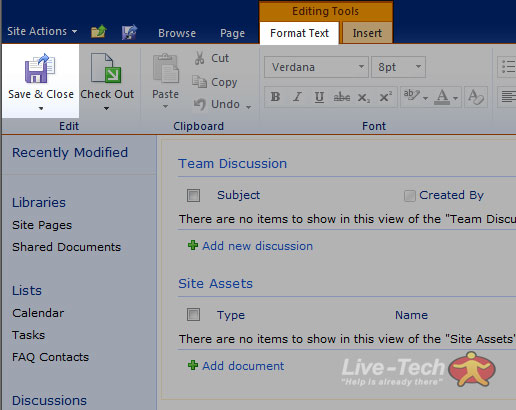 Editing Tools
Site Actions Browse Page Format Text Insert
Save & Close Check Out Paste Cut Copy Undo Verdana 8pt
B I U abc x₂ x² aby A A
Edit Clipboard Font
Recently Modified
Libraries
Site Pages
Shared Documents
Lists
Calendar
Tasks
FAQ Contacts
Discussions
Team Discussion
Subject Created By
There are no items to show in this view of the "Team Discu
Add new discussion
Site Assets
Type Name
There are no items to show in this view of the "Site Assets"
Add document
Live-Tech
"Help is already there"